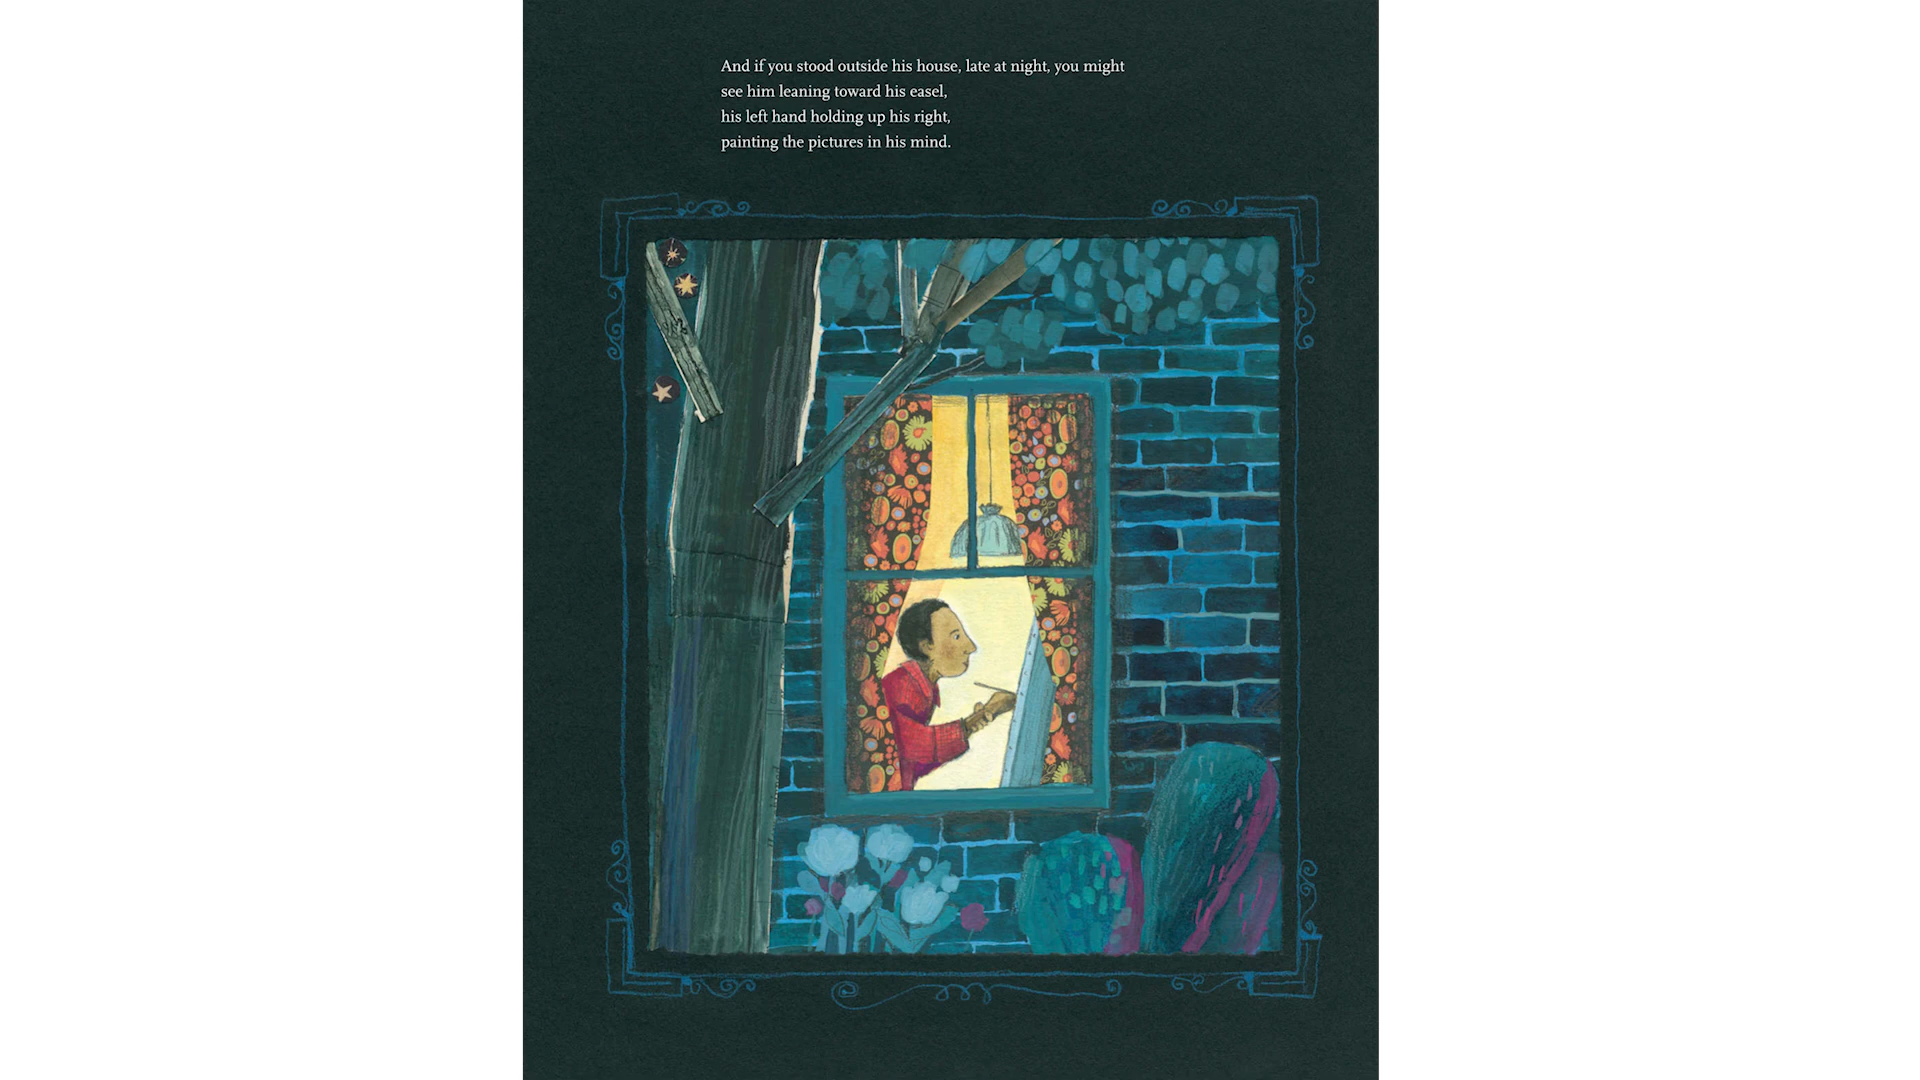 And if you stood outside his house, late at night, you might
see him leaning toward his easel,
his left hand holding up his right,
painting the pictures in his mind.